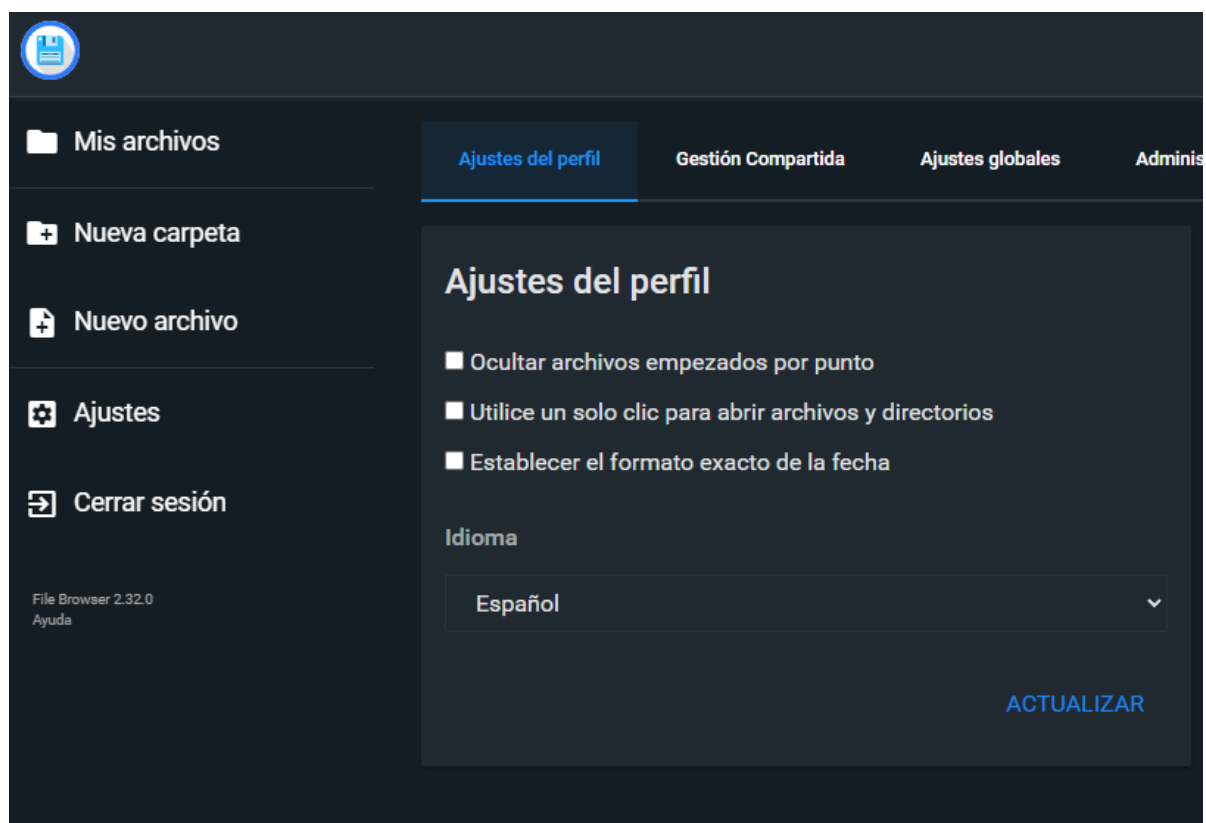 Mis archivos
Nueva carpeta
Nuevo archivo
Ajustes
Cerrar sesión
File Browser 2.32.0
Ayuda
Ajustes del perfil
Gestión Compartida
Ajustes globales
Adminis
Ajustes del perfil
Ocultar archivos empezados por punto
Utilice un solo clic para abrir archivos y directorios
Establecer el formato exacto de la fecha
Idioma
Español
ACTUALIZAR